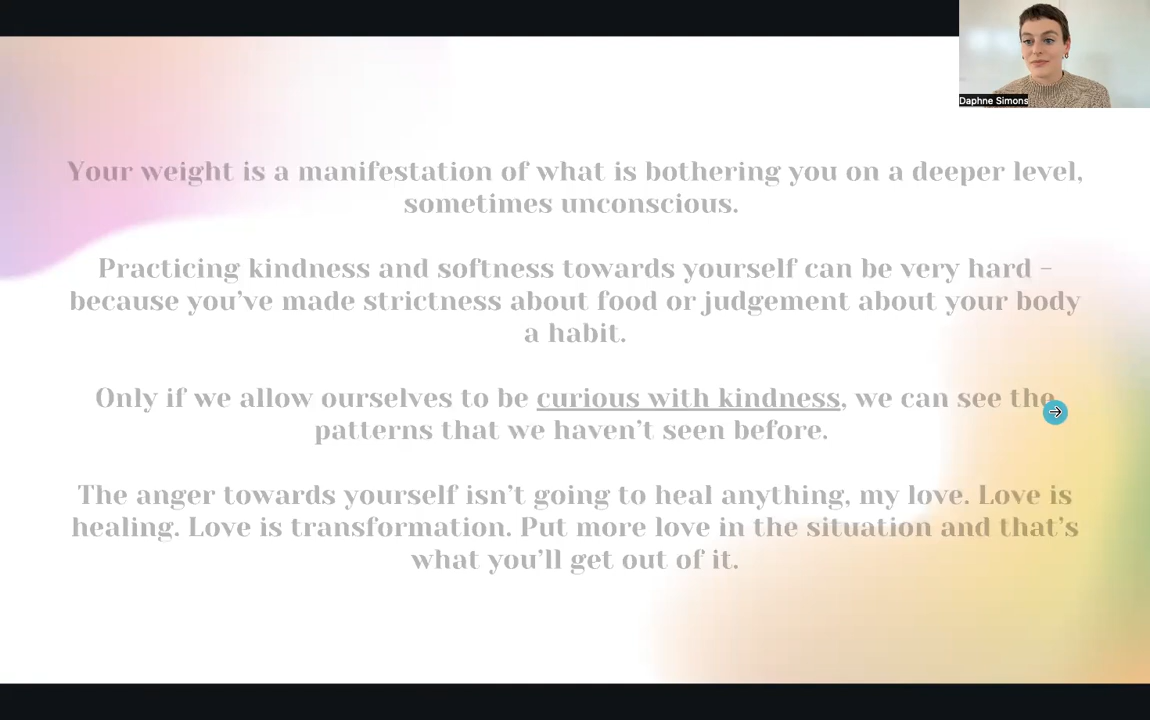 Daphne Simons
Your weight is a manifestation of what is bothering you on a deeper level,
sometimes unconscious.
Practicing kindness and softness towards yourself can be very hard -
because you've made strictness about food or judgement about your body
a habit.
Only if we allow ourselves to be curious with kindness, we can see the
patterns that we haven't seen before.
The anger towards yourself isn't going to heal anything, my love. Love is
healing. Love is transformation. Put more love in the situation and that's
what you'll get out of it.